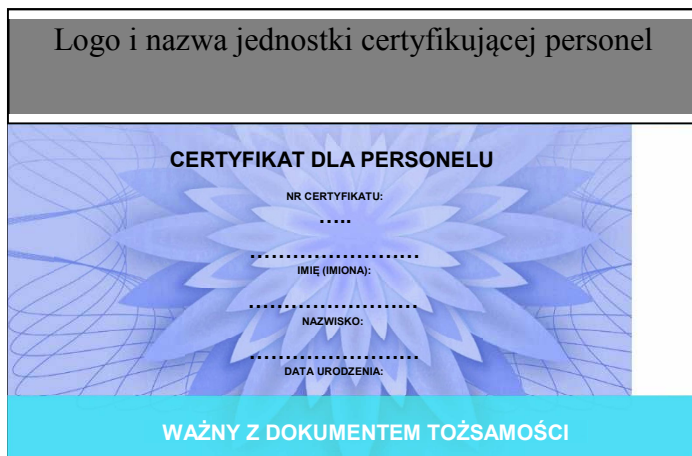 Logo i nazwa jednostki certyfikującej personel
CERTYFIKAT DLA PERSONELU
NR CERTYFIKATU:
.....
........................
IMIĘ (IMIONA):
........................
NAZWISKO:
........................
DATA URODZENIA:
WAŻNY Z DOKUMENTEM TOŻSAMOŚCI